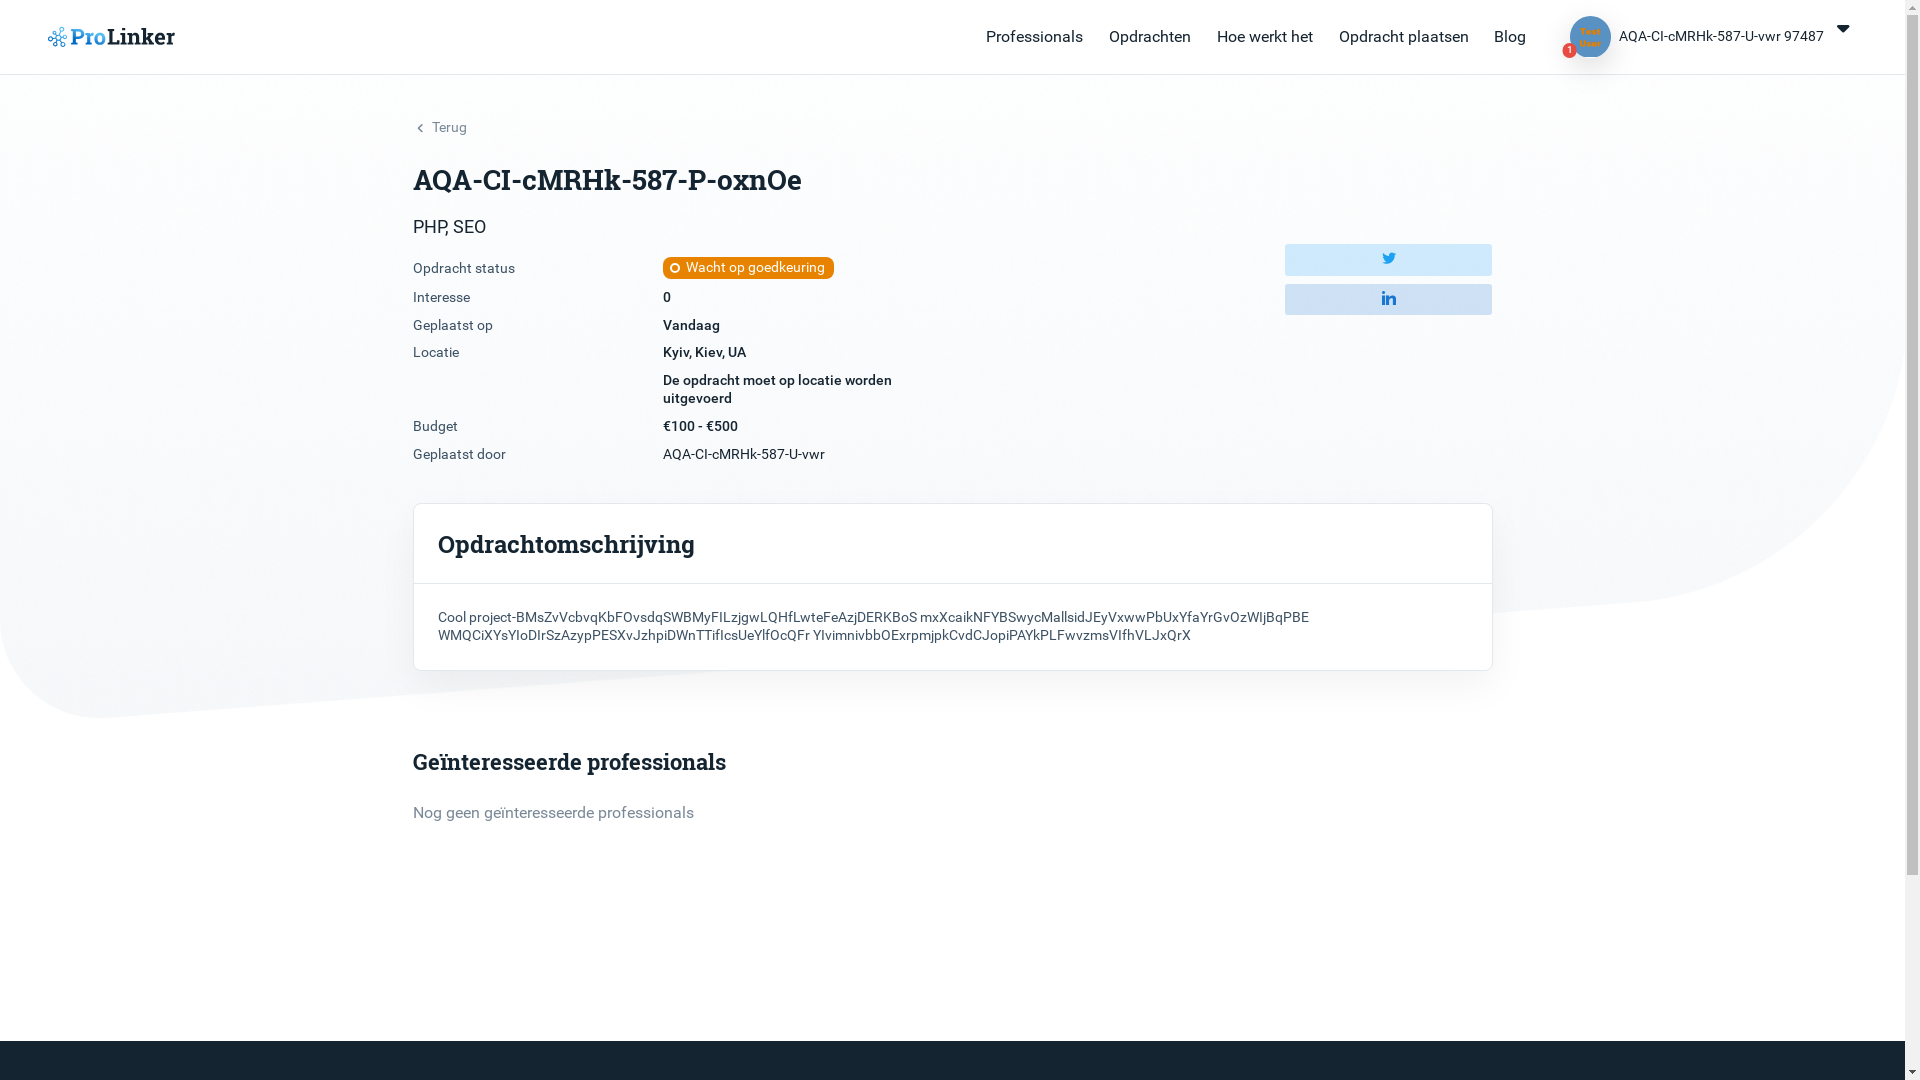 ProLinker
Professionals
Opdrachten
Hoe werkt het
Opdracht plaatsen
Blog
1
AQA-CI-cMRHk-587-U-vwr 97487
Terug
AQA-CI-cMRHk-587-P-oxnOe
PHP, SEO
Opdracht status
Wacht op goedkeuring
Interesse
0
Geplaatst op
Vandaag
Locatie
Kyiv, Kiev, UA
De opdracht moet op locatie worden
uitgevoerd
Budget
€100 - €500
Geplaatst door
AQA-CI-cMRHk-587-U-vwr
in
Opdrachtomschrijving
Cool project-BMsZvVcbvqKbFOvsdqSWBMyFILzjgwLQHfLwteFeAzjDERKBoS mxXcaikNFYBSwycMallsidJEyVxwwPbUxYfaYrGvOzWIjBqPBE
WMQCiXYsYIoDIrSzAzypPESXvJzhpiDWnTTifIcsUeYlfOcQFr YIvimnivbbOExrpmjpkCvdCJopiPAYkPLFwvzmsVIfhVLJxQrX
Geïnteresseerde professionals
Nog geen geïnteresseerde professionals